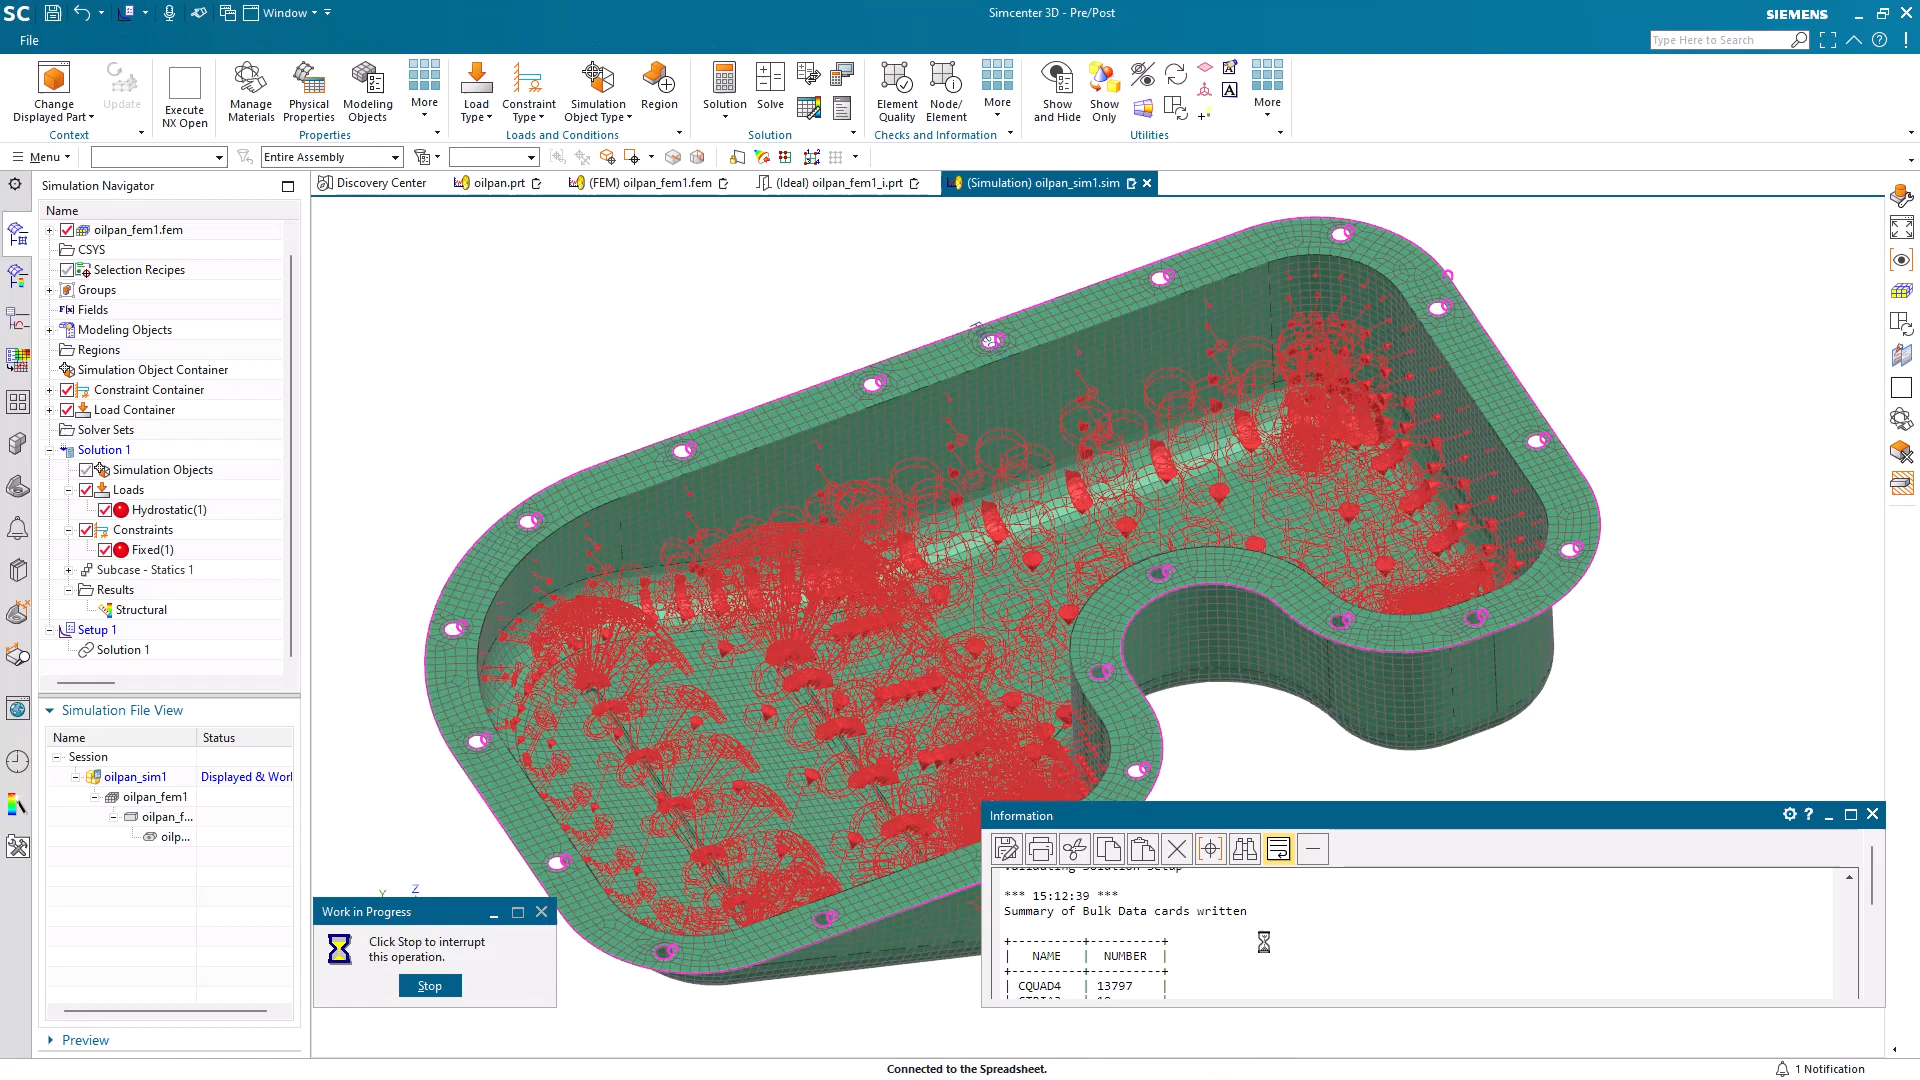 SC
Window
Simcenter 3D - Pre/Post
SIEMENS
File
Type Here to Search
Change
Displayed Part
Update
Execute
NX Open
Manage
Materials
Physical
Properties
Modeling
Objects
More
Load
Type
Constraint
Type
Simulation
Object Type
Region
Solution
Solve
Element
Quality
Node/
Element
More
Show
and Hide
Show
Only
More
Context
Properties
Loads and Conditions
Solution
Checks and Information
Utilities
Menu
Entire Assembly
Simulation Navigator
Discovery Center
oilpan.prt
(FEM) oilpan_fem1.fem
(Ideal) oilpan_fem1_i.prt
(Simulation) oilpan_sim1.sim
Name
oilpan_fem1.fem
CSYS
Selection Recipes
Groups
Fields
Modeling Objects
Regions
Simulation Object Container
Constraint Container
Load Container
Solver Sets
Solution 1
Simulation Objects
Loads
Hydrostatic(1)
Constraints
Fixed(1)
Subcase - Statics 1
Results
Structural
Setup 1
Solution 1
Simulation File View
Name Status
Session
oilpan_sim1 Displayed & Worl
oilpan_fem1
oilpan_f...
oilp...
Preview
Y Z
Work in Progress
Click Stop to interrupt
this operation.
Stop
Information
Validating Solution Setup
*** 15:12:39 ***
Summary of Bulk Data cards written
+----------+----------+
| NAME | NUMBER |
+----------+----------+
| CQUAD4 | 13797 |
Connected to the Spreadsheet.
1 Notification